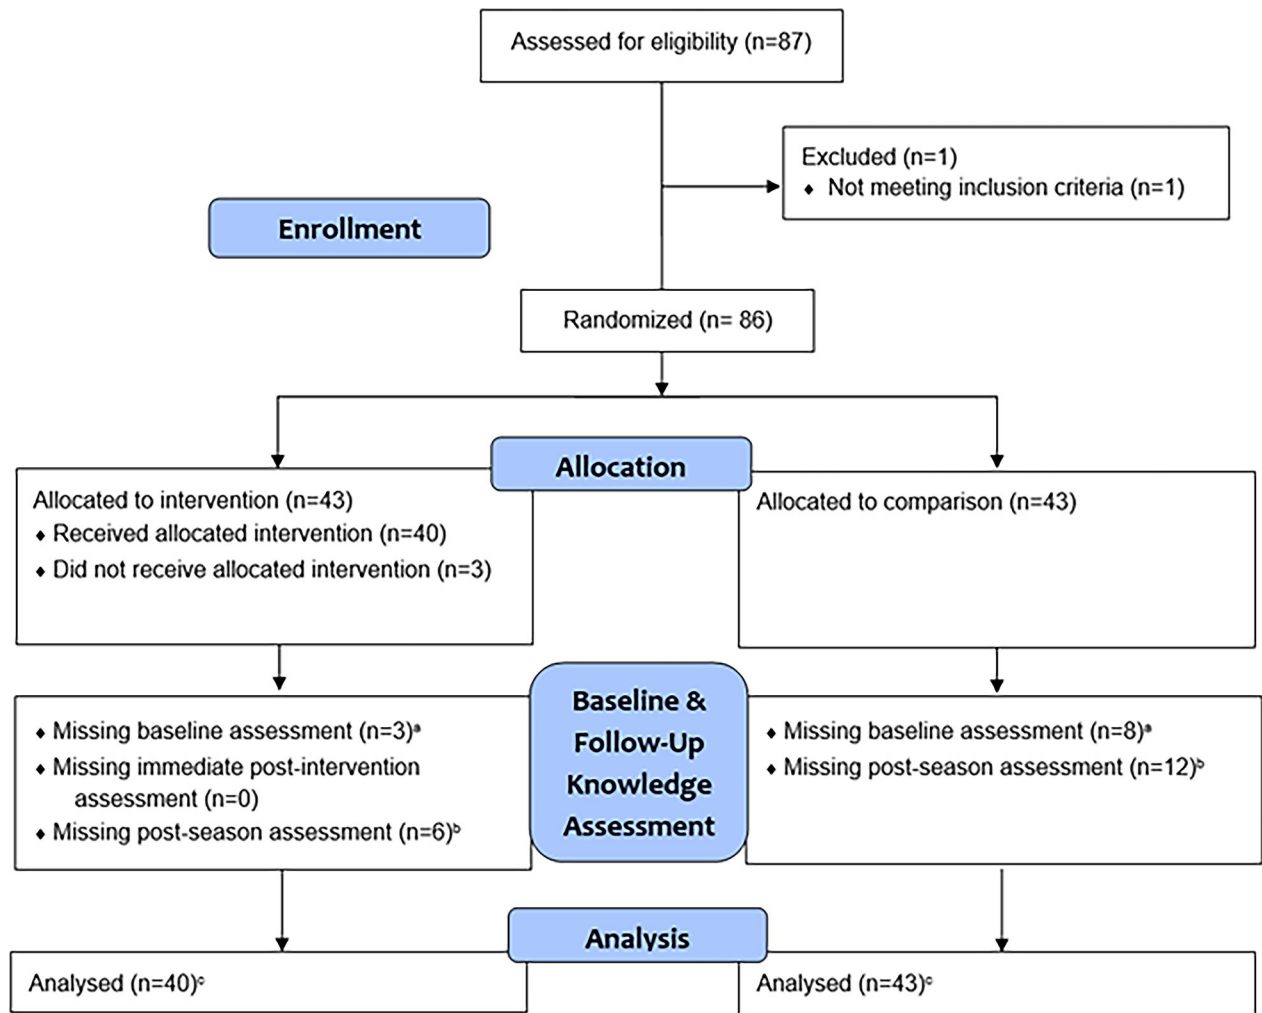 Assessed for eligibility (n=87)
Excluded (n=1)
♦ Not meeting inclusion criteria (n=1)
Enrollment
Randomized (n= 86)
Allocation
Allocated to intervention (n=43)
♦ Received allocated intervention (n=40)
♦ Did not receive allocated intervention (n=3)
Allocated to comparison (n=43)
Baseline &
Follow-Up
Knowledge
Assessment
♦ Missing baseline assessment (n=3)ᵃ
♦ Missing immediate post-intervention
assessment (n=0)
♦ Missing post-season assessment (n=6)ᵇ
♦ Missing baseline assessment (n=8)ᵃ
♦ Missing post-season assessment (n=12)ᵇ
Analysis
Analysed (n=40)ᶜ
Analysed (n=43)ᶜ